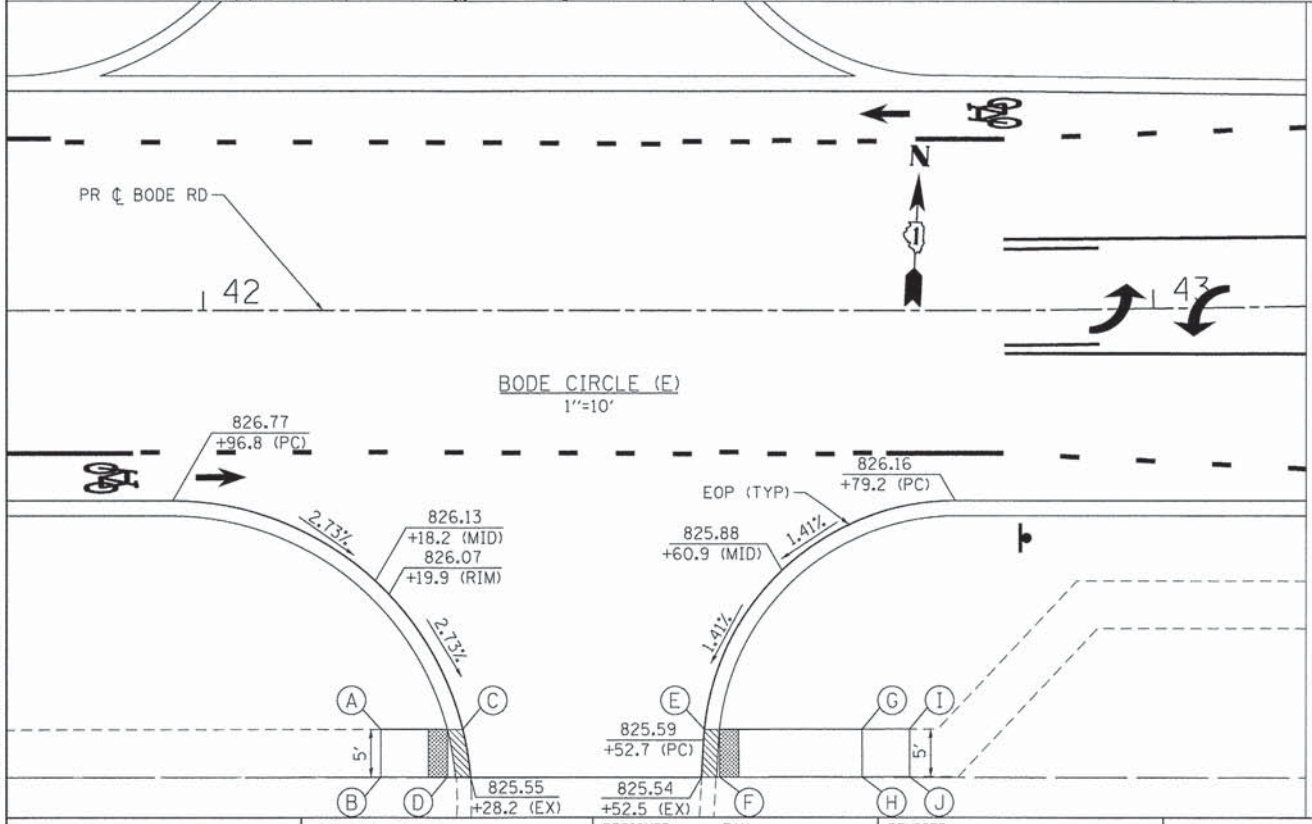 N
1
PR ℄ BODE RD
42
43
BODE CIRCLE (E)
1"=10'
826.77
+96.8 (PC)
826.16
+79.2 (PC)
EOP (TYP)
2.73%
826.13
+18.2 (MID)
826.07
+19.9 (RIM)
825.88
+60.9 (MID)
1.41%
2.73%
1.41%
A
C
E
G
I
825.59
+52.7 (PC)
5'
5'
B
D
825.55
+28.2 (EX)
825.54
+52.5 (EX)
F
H
J